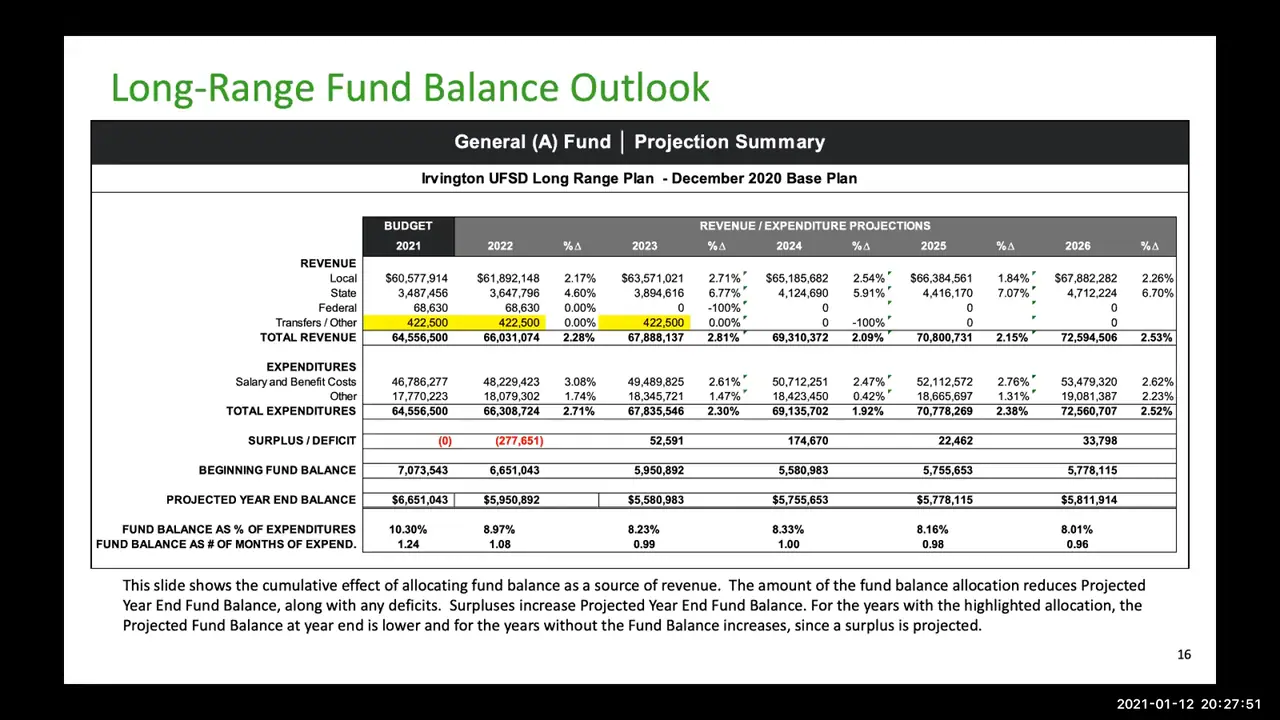 Long-Range Fund Balance Outlook
General (A) Fund | Projection Summary
Irvington UFSD Long Range Plan - December 2020 Base Plan
BUDGET REVENUE / EXPENDITURE PROJECTIONS
2021 2022 %Δ 2023 %Δ 2024 %Δ 2025 %Δ 2026 %Δ
REVENUE
Local $60,577,914 $61,892,148 2.17% $63,571,021 2.71% $65,185,682 2.54% $66,384,561 1.84% $67,882,282 2.26%
State 3,487,456 3,647,796 4.60% 3,894,616 6.77% 4,124,690 5.91% 4,416,170 7.07% 4,712,224 6.70%
Federal 68,630 68,630 0.00% 0 -100% 0 0 0
Transfers / Other 422,500 422,500 0.00% 422,500 0.00% 0 -100% 0 0
TOTAL REVENUE 64,556,500 66,031,074 2.28% 67,888,137 2.81% 69,310,372 2.09% 70,800,731 2.15% 72,594,506 2.53%
EXPENDITURES
Salary and Benefit Costs 46,786,277 48,229,423 3.08% 49,489,825 2.61% 50,712,251 2.47% 52,112,572 2.76% 53,479,320 2.62%
Other 17,770,223 18,079,302 1.74% 18,345,721 1.47% 18,423,450 0.42% 18,665,697 1.31% 19,081,387 2.23%
TOTAL EXPENDITURES 64,556,500 66,308,724 2.71% 67,835,546 2.30% 69,135,702 1.92% 70,778,269 2.38% 72,560,707 2.52%
SURPLUS / DEFICIT (0) (277,651) 52,591 174,670 22,462 33,798
BEGINNING FUND BALANCE 7,073,543 6,651,043 5,950,892 5,580,983 5,755,653 5,778,115
PROJECTED YEAR END BALANCE $6,651,043 $5,950,892 $5,580,983 $5,755,653 $5,778,115 $5,811,914
FUND BALANCE AS % OF EXPENDITURES 10.30% 8.97% 8.23% 8.33% 8.16% 8.01%
FUND BALANCE AS # OF MONTHS OF EXPEND. 1.24 1.08 0.99 1.00 0.98 0.96
This slide shows the cumulative effect of allocating fund balance as a source of revenue. The amount of the fund balance allocation reduces Projected
Year End Fund Balance, along with any deficits. Surpluses increase Projected Year End Fund Balance. For the years with the highlighted allocation, the
Projected Fund Balance at year end is lower and for the years without the Fund Balance increases, since a surplus is projected.
16
2021-01-12 20:27:51